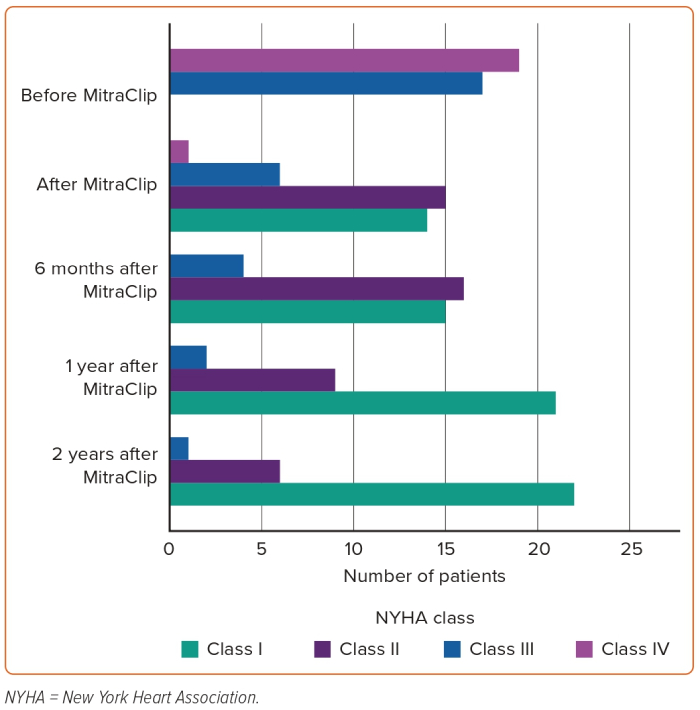 Before MitraClip
After MitraClip
6 months after
MitraClip
1 year after
MitraClip
2 years after
MitraClip
0 5 10 15 20 25
Number of patients
NYHA class
Class I Class II Class III Class IV
NYHA = New York Heart Association.